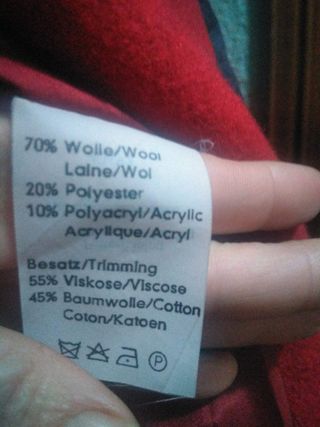 70% Wolle/Wool
Laine/Wol
20% Polyester
10% Polyacryl/Acrylic
Acrylique/Acryl
Besatz/Trimming
55% Viskose/Viscose
45% Baumwolle/Cotton
Coton/Katoen
P